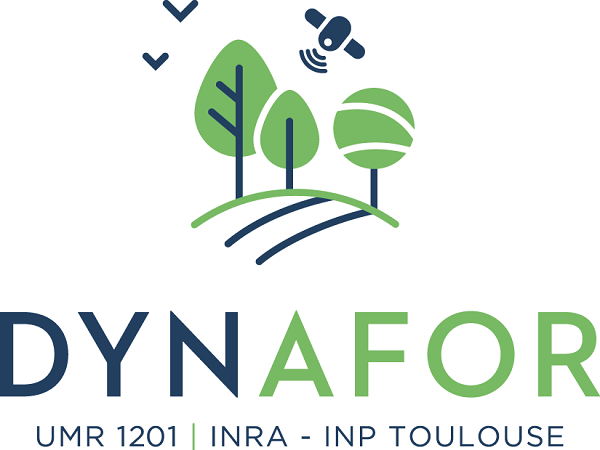 DYNAFOR
UMR 1201 | INRA - INP TOULOUSE